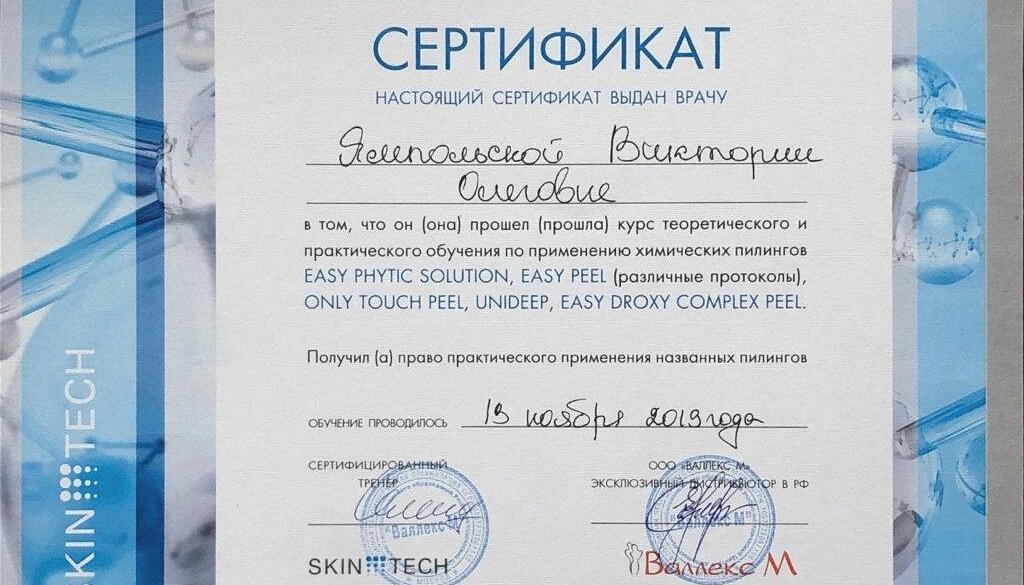 СЕРТИФИКАТ
НАСТОЯЩИЙ СЕРТИФИКАТ ВЫДАН ВРАЧУ
Ямпольской Виктории
Олеговне
в том, что он (она) прошел (прошла) курс теоретического и
практического обучения по применению химических пилингов
EASY PHYTIC SOLUTION, EASY PEEL (различные протоколы),
ONLY TOUCH PEEL, UNIDEEP, EASY DROXY COMPLEX PEEL.
Получил (а) право практического применения названных пилингов
ОБУЧЕНИЕ ПРОВОДИЛОСЬ 13 ноября 2019 года
СЕРТИФИЦИРОВАННЫЙ
ТРЕНЕР
ООО «ВАЛЛЕКС М»
ЭКСКЛЮЗИВНЫЙ ДИСТРИБЬЮТОР В РФ
"Валлекс М"
"Валлекс М"
SKIN TECH
Валлекс М
SKIN TECH